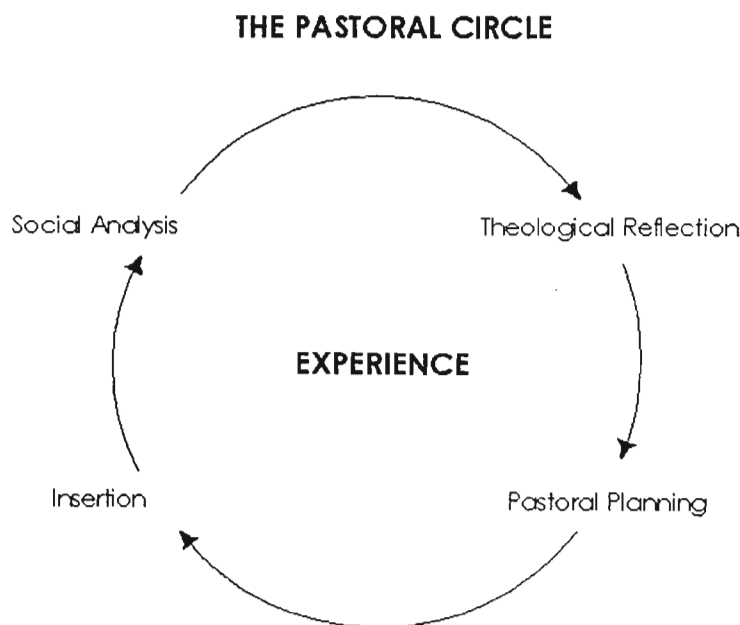 THE PASTORAL CIRCLE
Social Analysis
Theological Reflection
EXPERIENCE
Insertion
Pastoral Planning